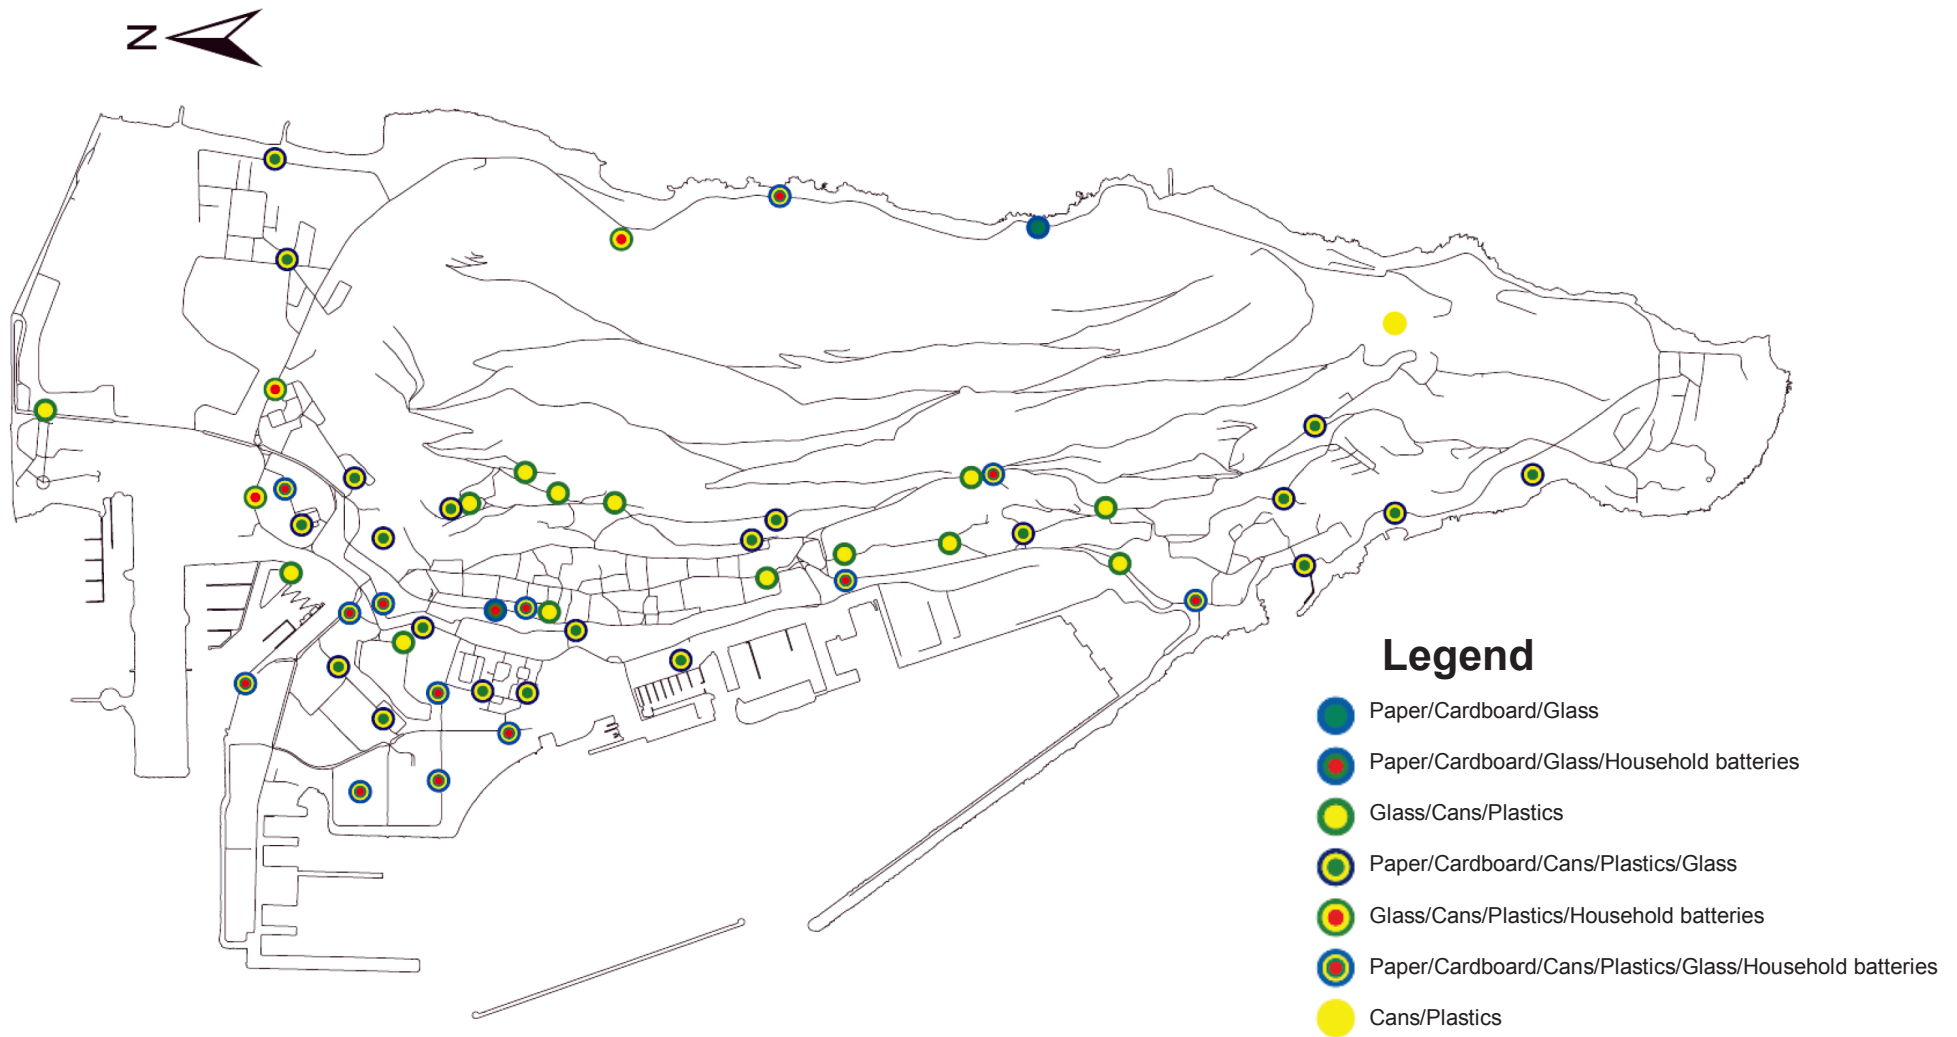 N
Legend
Paper/Cardboard/Glass
Paper/Cardboard/Glass/Household batteries
Glass/Cans/Plastics
Paper/Cardboard/Cans/Plastics/Glass
Glass/Cans/Plastics/Household batteries
Paper/Cardboard/Cans/Plastics/Glass/Household batteries
Cans/Plastics